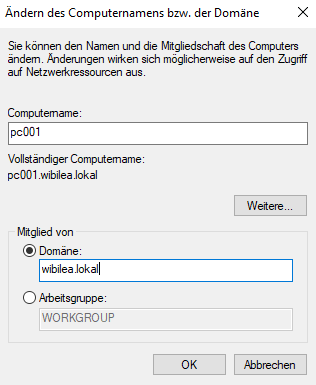 Ändern des Computernamens bzw. der Domäne
Sie können den Namen und die Mitgliedschaft des Computers
ändern. Änderungen wirken sich möglicherweise auf den Zugriff
auf Netzwerkressourcen aus.
Computername:
pc001
Vollständiger Computername:
pc001.wibilea.lokal
Weitere...
Mitglied von
Domäne:
wibilea.lokal
Arbeitsgruppe:
WORKGROUP
OK Abbrechen